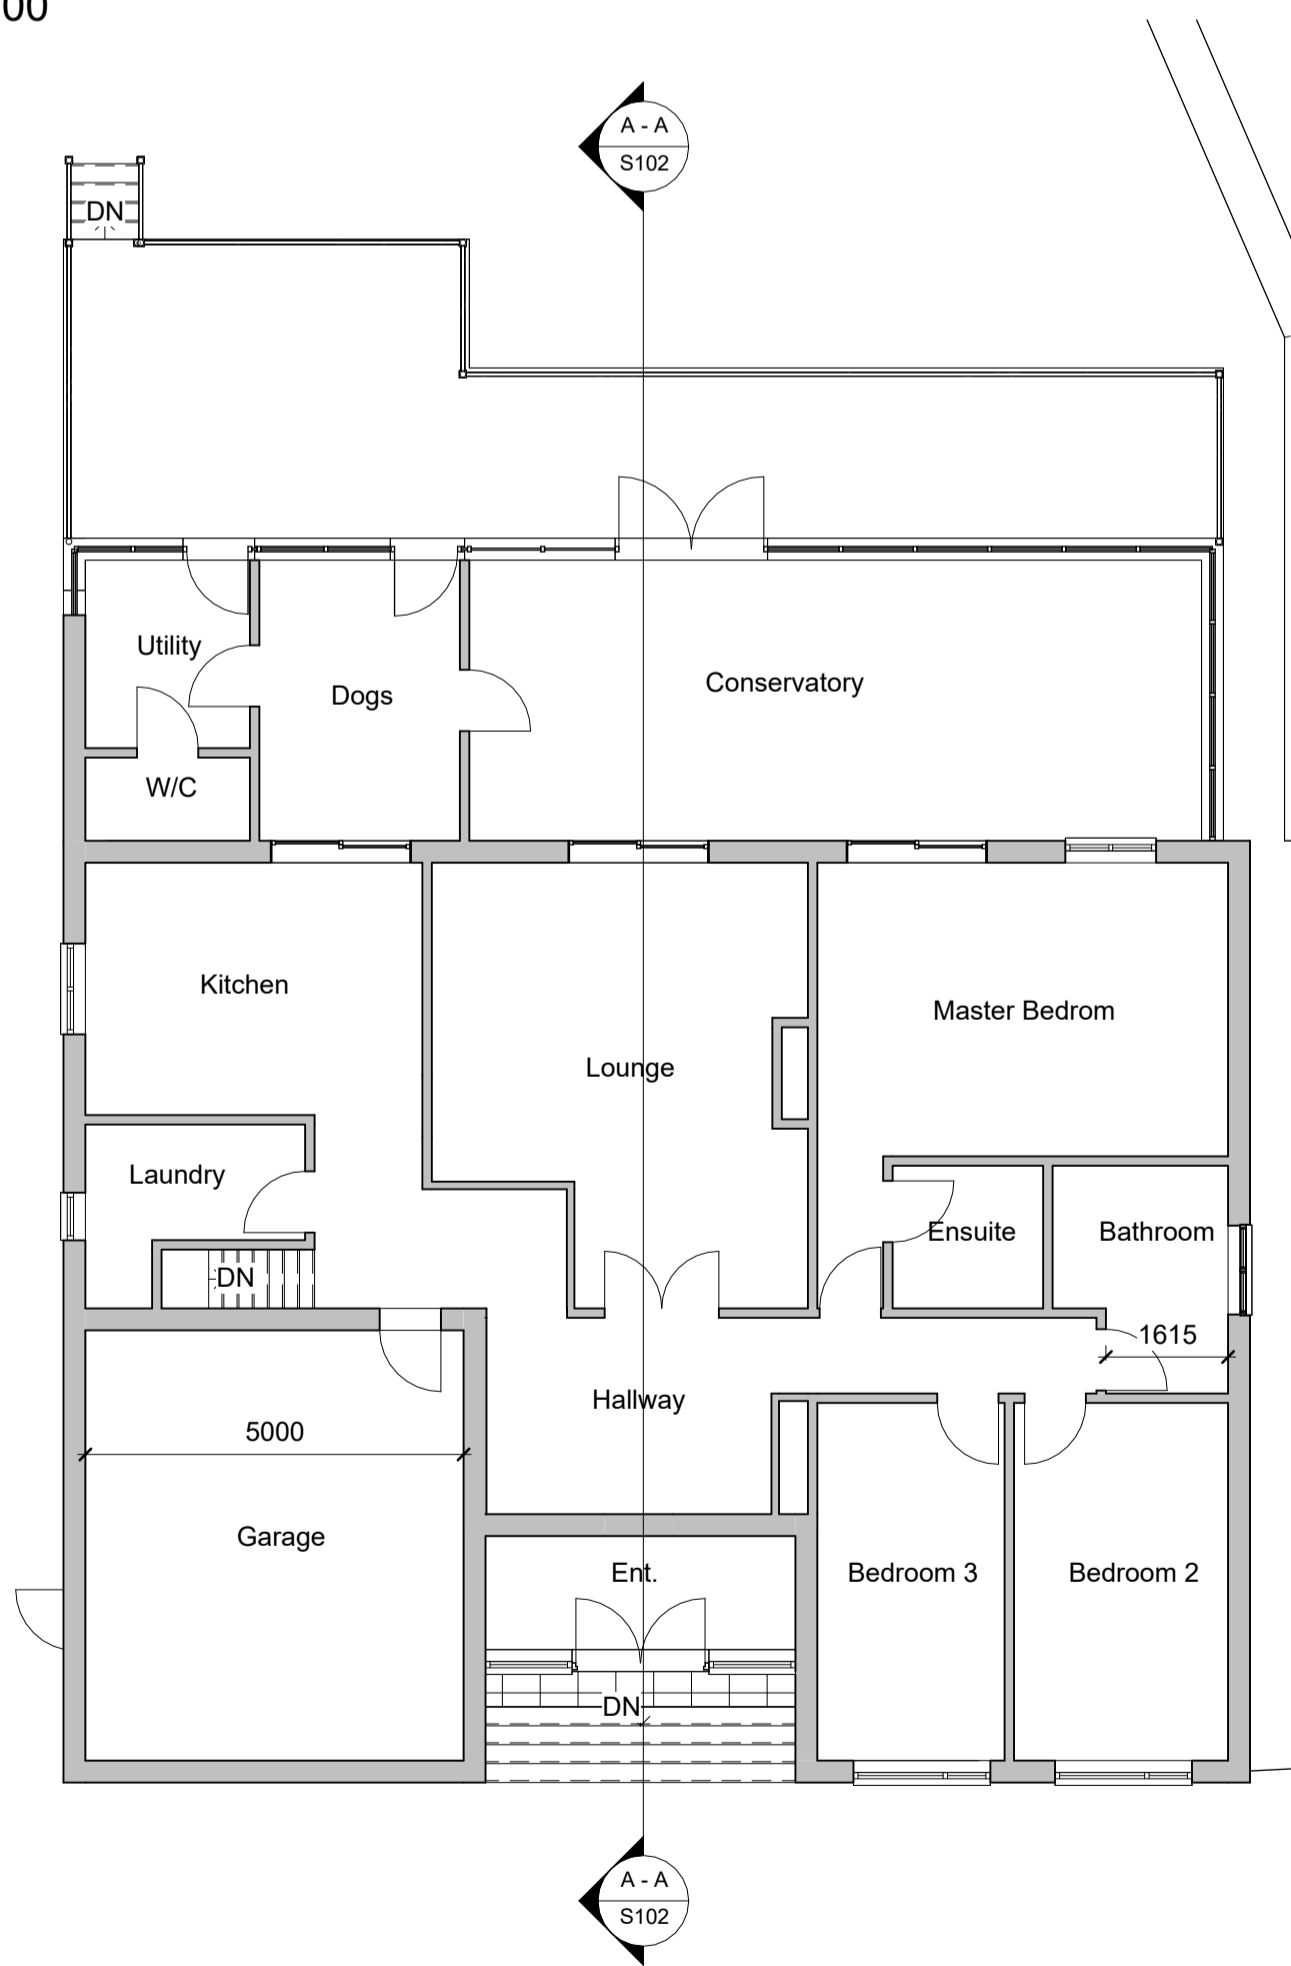 00
A - A
S102
DN
Utility
Dogs
Conservatory
W/C
Kitchen
Master Bedrom
Lounge
Laundry
Ensuite
Bathroom
DN
1615
Hallway
5000
Garage
Ent.
Bedroom 3
Bedroom 2
DN
A - A
S102